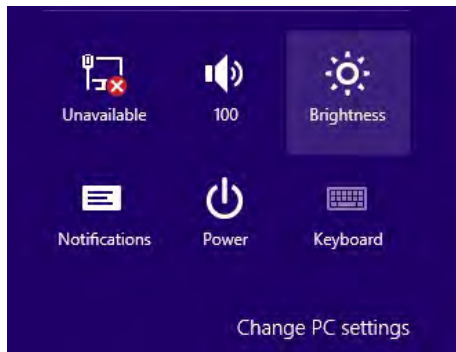 Unavailable 100 Brightness
Notifications Power Keyboard
Change PC settings